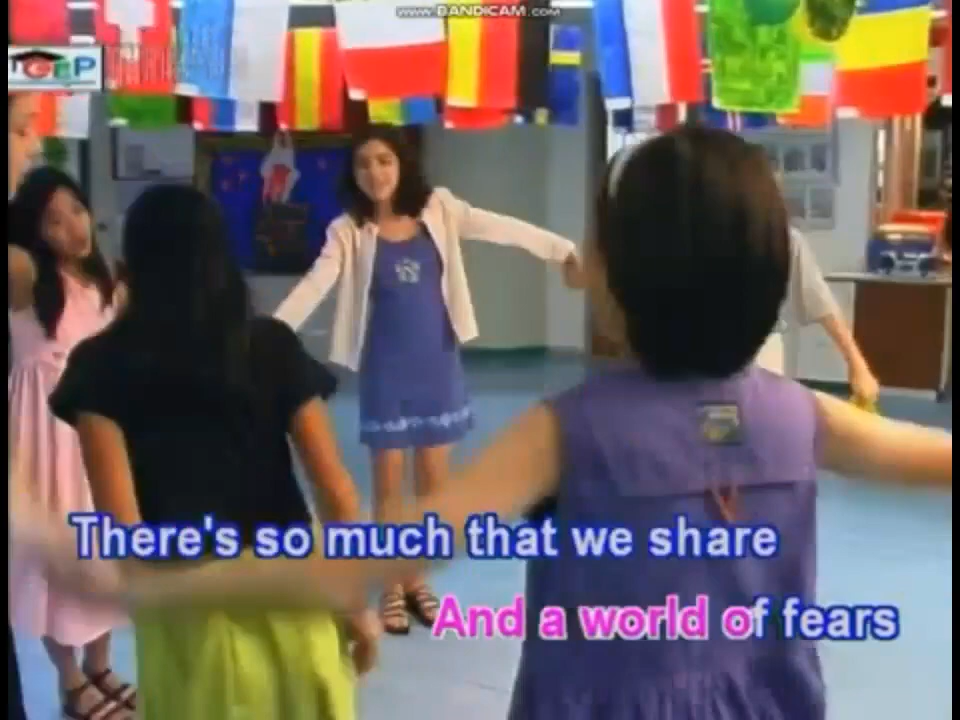 www.BANDICAM.com
TGEP
There's so much that we share
And a world of fears